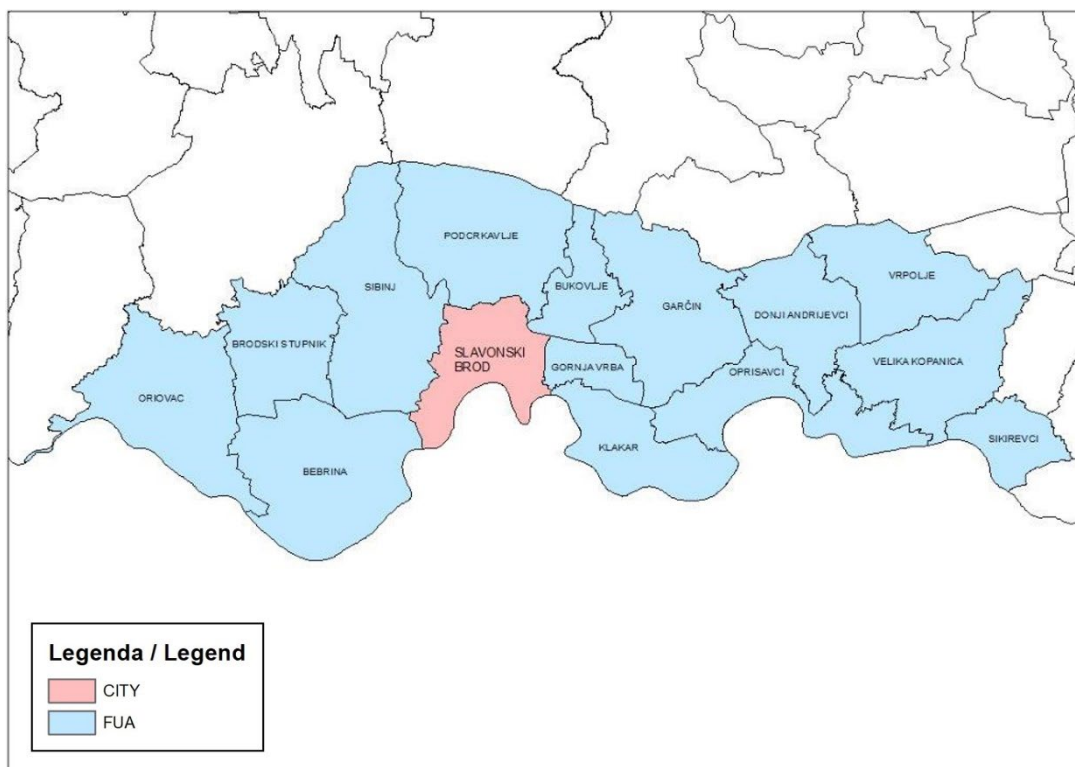 PODCRKAVLJE
VRPOLJE
SIBINJ
BUKOVLJE
GARČIN
DONJI ANDRIJEVCI
BRODSKI STUPNIK
SLAVONSKI
BROD
GORNJA VRBA
OPRISAVCI
VELIKA KOPANICA
ORIOVAC
BEBRINA
KLAKAR
SIKIREVCI
Legenda / Legend
CITY
FUA